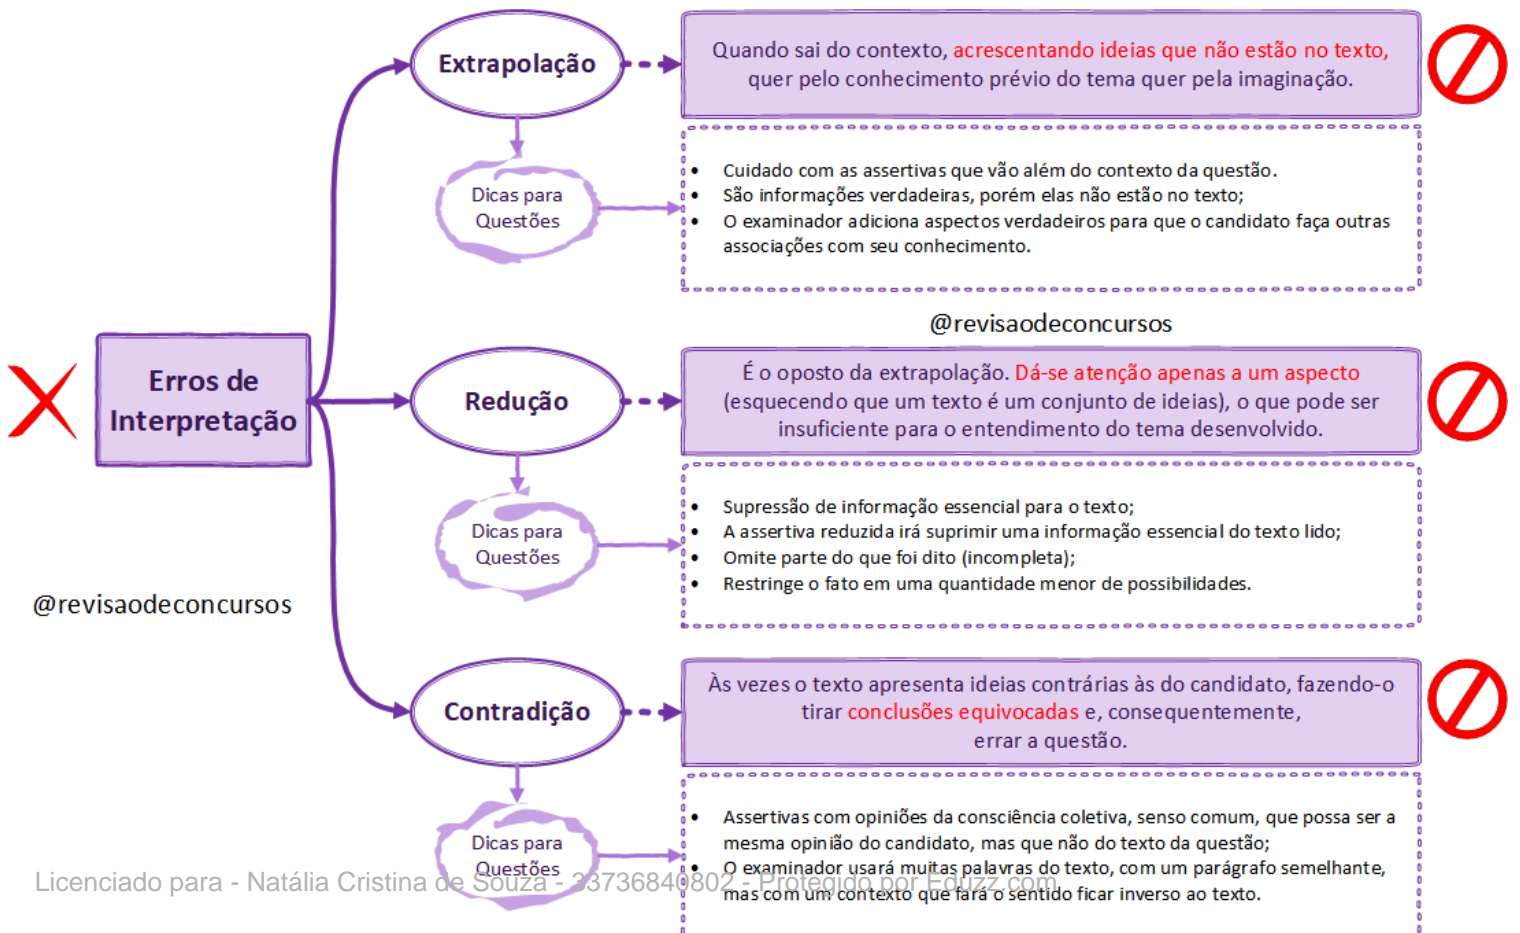 Extrapolação
Quando sai do contexto, acrescentando ideias que não estão no texto,
quer pelo conhecimento prévio do tema quer pela imaginação.
Dicas para
Questões
• Cuidado com as assertivas que vão além do contexto da questão.
• São informações verdadeiras, porém elas não estão no texto;
• O examinador adiciona aspectos verdadeiros para que o candidato faça outras
associações com seu conhecimento.
@revisaodeconcursos
Erros de
Interpretação
Redução
É o oposto da extrapolação. Dá-se atenção apenas a um aspecto
(esquecendo que um texto é um conjunto de ideias), o que pode ser
insuficiente para o entendimento do tema desenvolvido.
Dicas para
Questões
• Supressão de informação essencial para o texto;
• A assertiva reduzida irá suprimir uma informação essencial do texto lido;
• Omite parte do que foi dito (incompleta);
• Restringe o fato em uma quantidade menor de possibilidades.
@revisaodeconcursos
Contradição
Às vezes o texto apresenta ideias contrárias às do candidato, fazendo-o
tirar conclusões equivocadas e, consequentemente,
errar a questão.
Dicas para
Questões
• Assertivas com opiniões da consciência coletiva, senso comum, que possa ser a
mesma opinião do candidato, mas que não do texto da questão;
• O examinador usará muitas palavras do texto, com um parágrafo semelhante,
mas com um contexto que fará o sentido ficar inverso ao texto.
Licenciado para - Natália Cristina de Souza - 33736840802 - Protegido por Eduzz.com